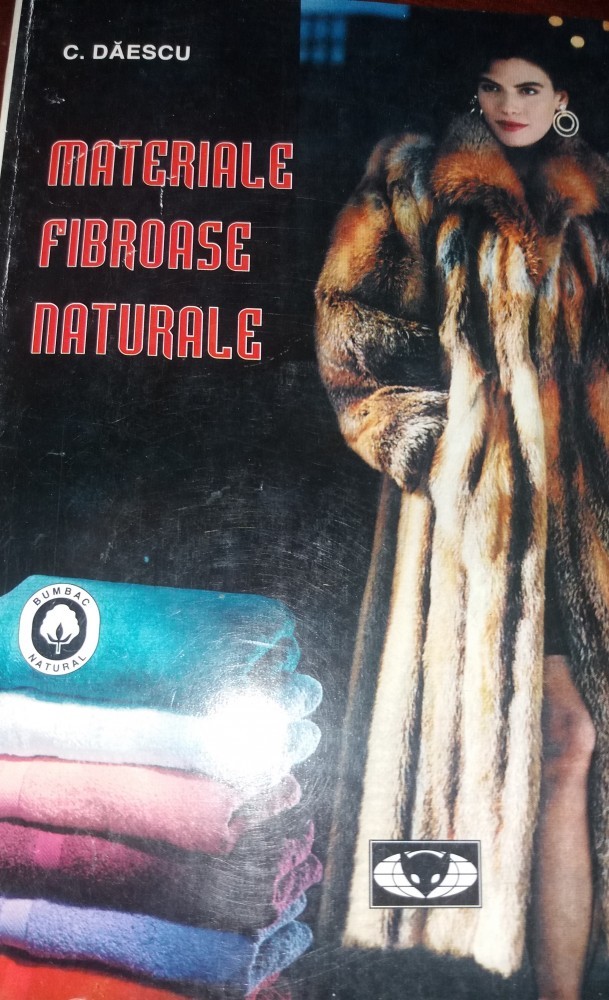 C. DĂESCU
MATERIALE
FIBROASE
NATURALE
BUMBAC
NATURAL